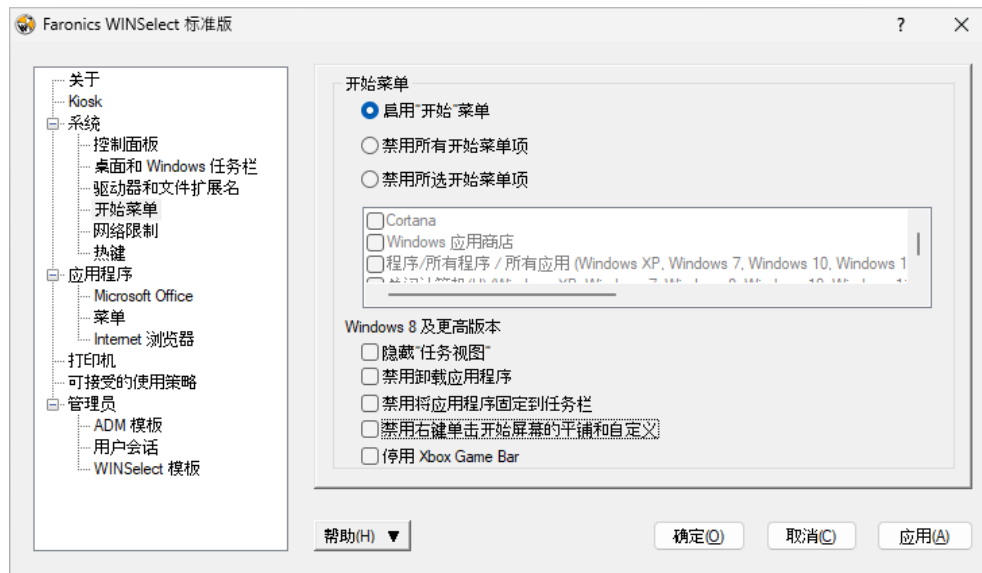 Faronics WINSelect 标准版
关于
Kiosk
系统
控制面板
桌面和 Windows 任务栏
驱动器和文件扩展名
开始菜单
网络限制
热键
应用程序
Microsoft Office
菜单
Internet 浏览器
打印机
可接受的使用策略
管理员
ADM 模板
用户会话
WINSelect 模板
开始菜单
启用"开始"菜单
禁用所有开始菜单项
禁用所选开始菜单项
Cortana
Windows 应用商店
程序/所有程序 / 所有应用 (Windows XP, Windows 7, Windows 10, Windows 1
Windows 8 及更高版本
隐藏"任务视图"
禁用卸载应用程序
禁用将应用程序固定到任务栏
禁用右键单击开始屏幕的平铺和自定义
停用 Xbox Game Bar
帮助(H) ▼
确定(O)
取消(C)
应用(A)